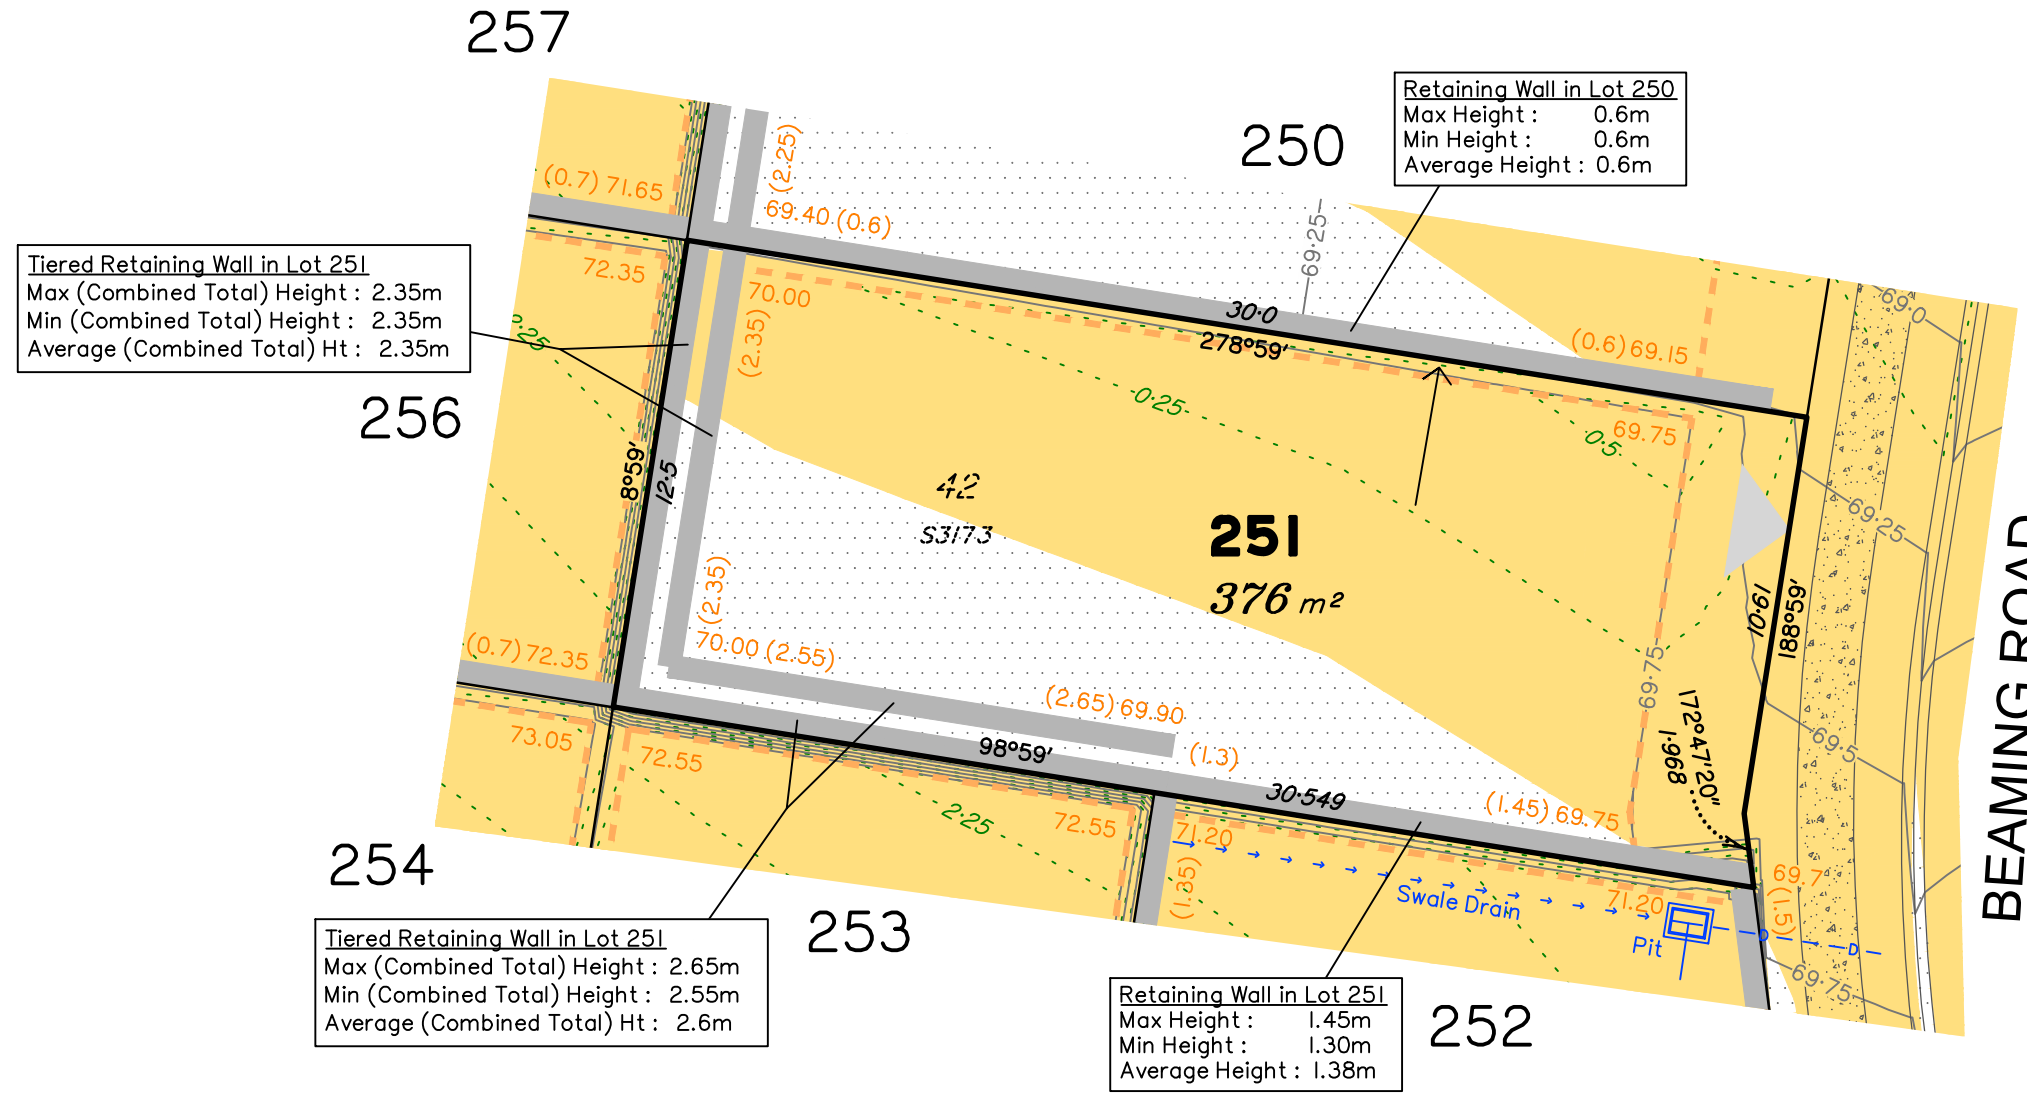 257
250
Retaining Wall in Lot 250
Max Height : 0.6m
Min Height : 0.6m
Average Height : 0.6m
(2.25)
(0.7) 71.65
69.40 (0.6)
69·25
69·0
Tiered Retaining Wall in Lot 251
Max (Combined Total) Height : 2.35m
Min (Combined Total) Height : 2.35m
Average (Combined Total) Ht : 2.35m
72.35
70.00
(2.35)
30·0
278°59'
(0.6) 69.15
·25
256
0·25
69.75
0·5
8°59'
12·5
42
S3173
251
376 m²
69·25
10·61
188°59'
BEAMING ROAD
(2.35)
(0.7) 72.35
70.00 (2.55)
(2.65) 69.90
69·75
172°47'20"
1·968
69·5
73.05
72.55
98°59'
(1.3)
30·549
(1.45) 69.75
2·25
72.55
71.20
(1.35)
Swale Drain
71.20
69.7
(1.5)
Pit
D
D
69·75
254
253
252
Tiered Retaining Wall in Lot 251
Max (Combined Total) Height : 2.65m
Min (Combined Total) Height : 2.55m
Average (Combined Total) Ht : 2.6m
Retaining Wall in Lot 251
Max Height : 1.45m
Min Height : 1.30m
Average Height : 1.38m